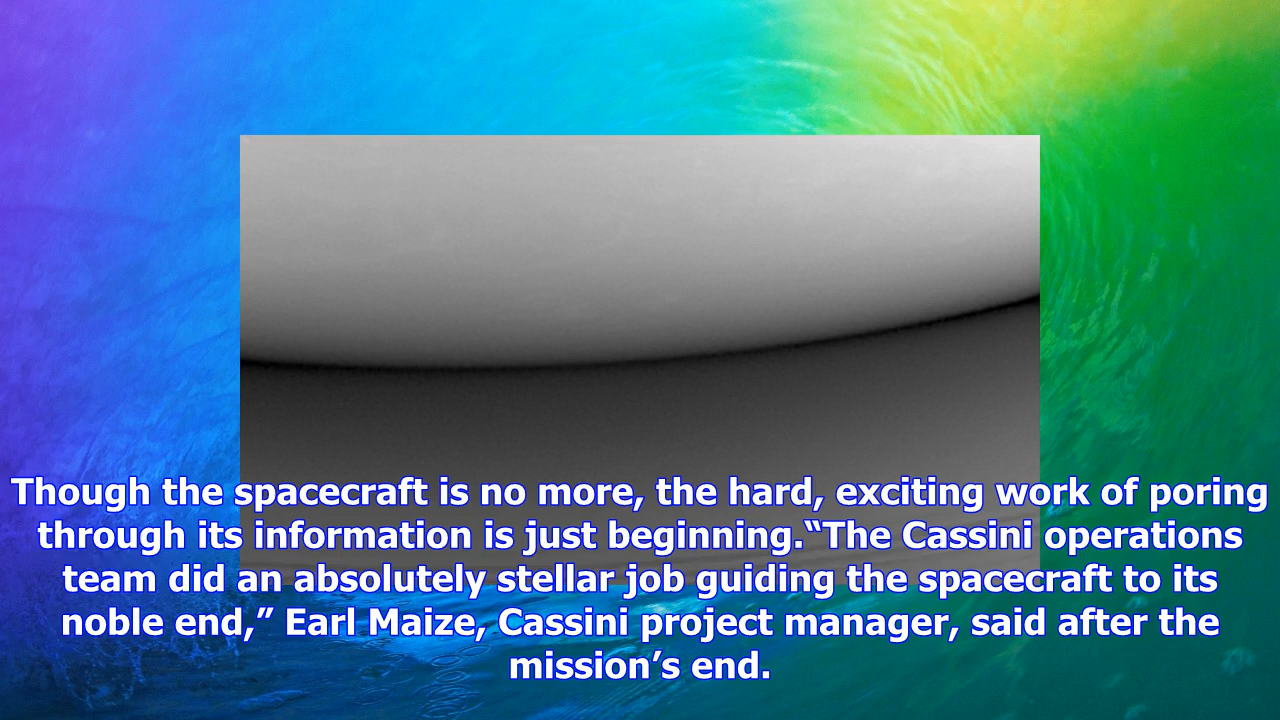 Though the spacecraft is no more, the hard, exciting work of poring
through its information is just beginning.“The Cassini operations
team did an absolutely stellar job guiding the spacecraft to its
noble end,” Earl Maize, Cassini project manager, said after the
mission’s end.